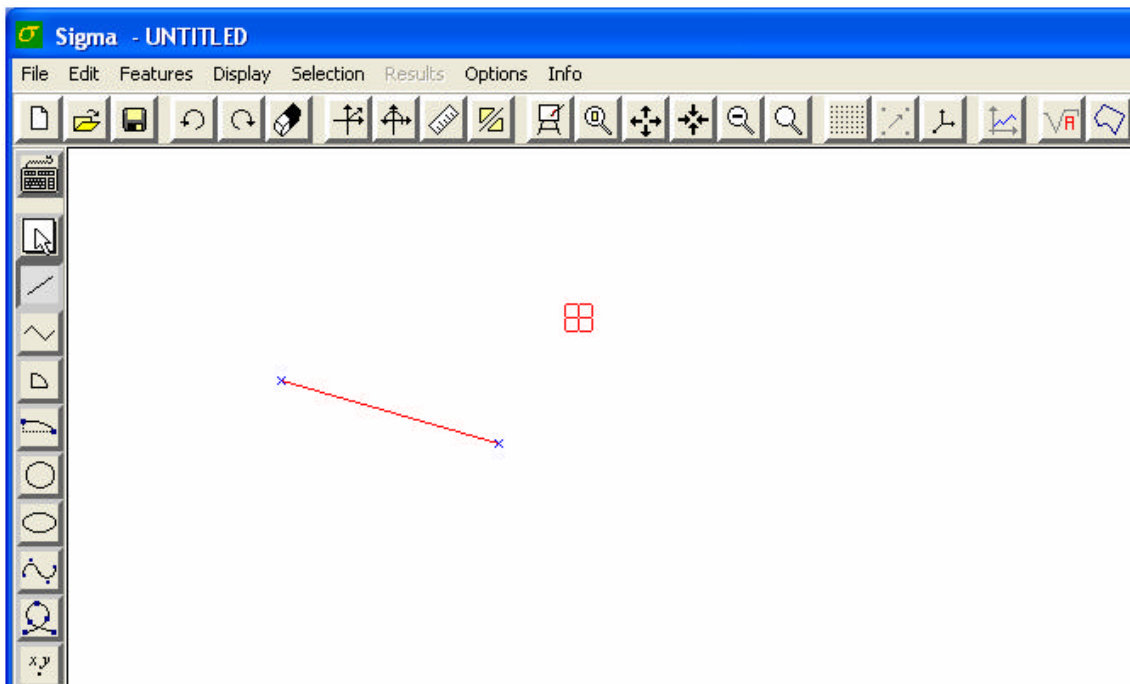 σ Sigma - UNTITLED
File Edit Features Display Selection Results Options Info
√A
x,y